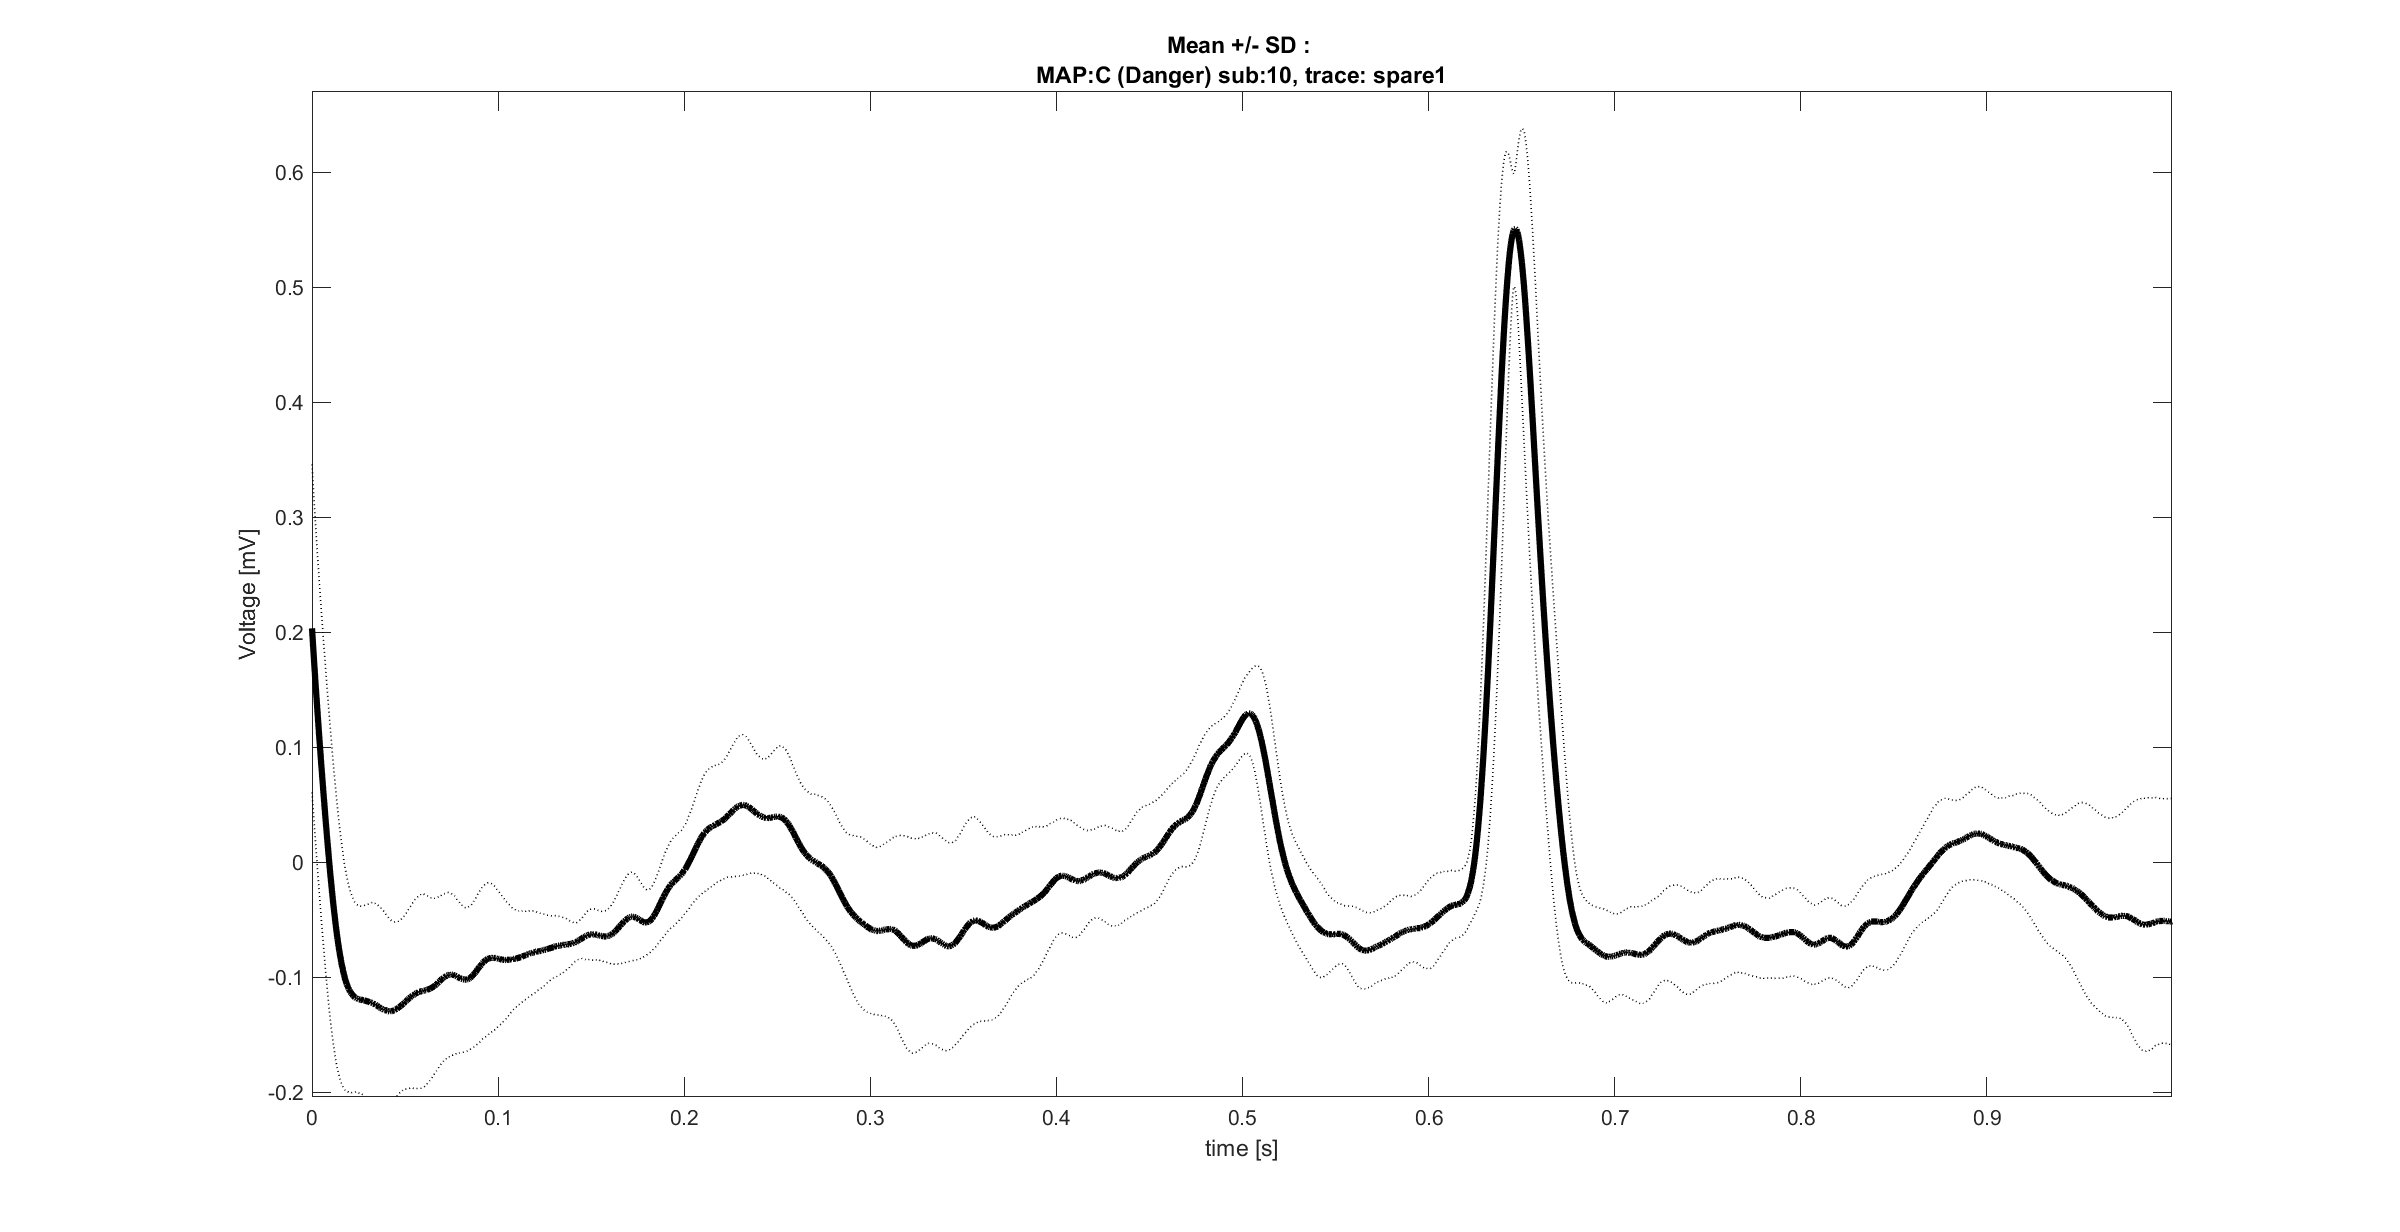 Mean +/- SD :
MAP:C (Danger) sub:10, trace: spare1
Voltage [mV]
0.6
0.5
0.4
0.3
0.2
0.1
0
-0.1
-0.2
0 0.1 0.2 0.3 0.4 0.5 0.6 0.7 0.8 0.9
time [s]